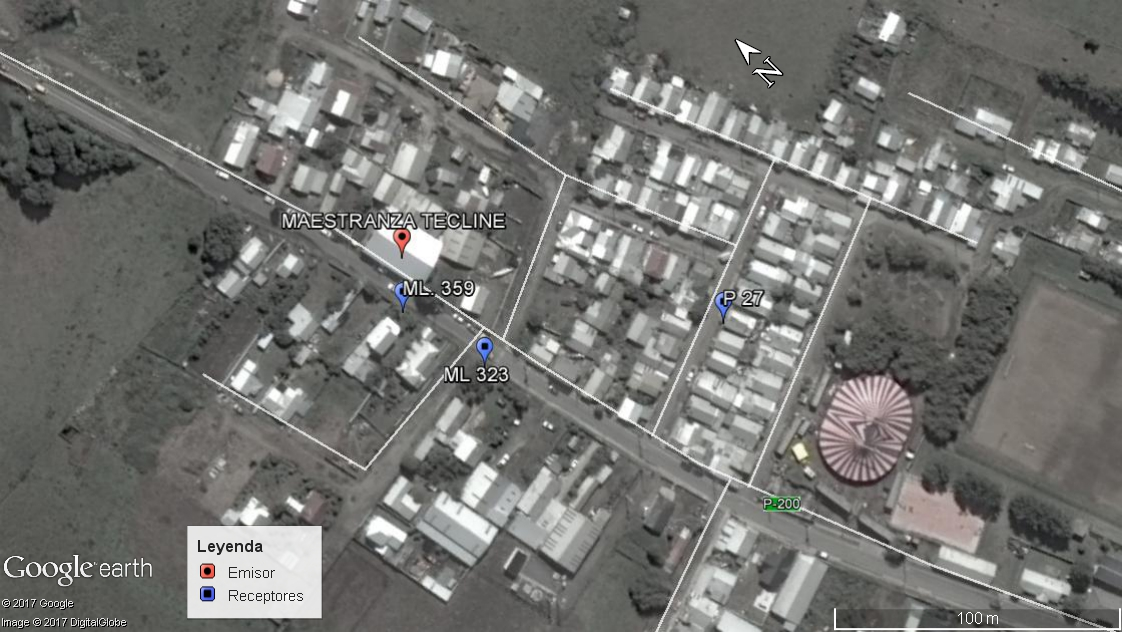 N
MAESTRANZA TECLINE
ML. 359
P 27
ML 323
P-200
Leyenda
Emisor
Receptores
Google earth
© 2017 Google
Image © 2017 DigitalGlobe
100 m